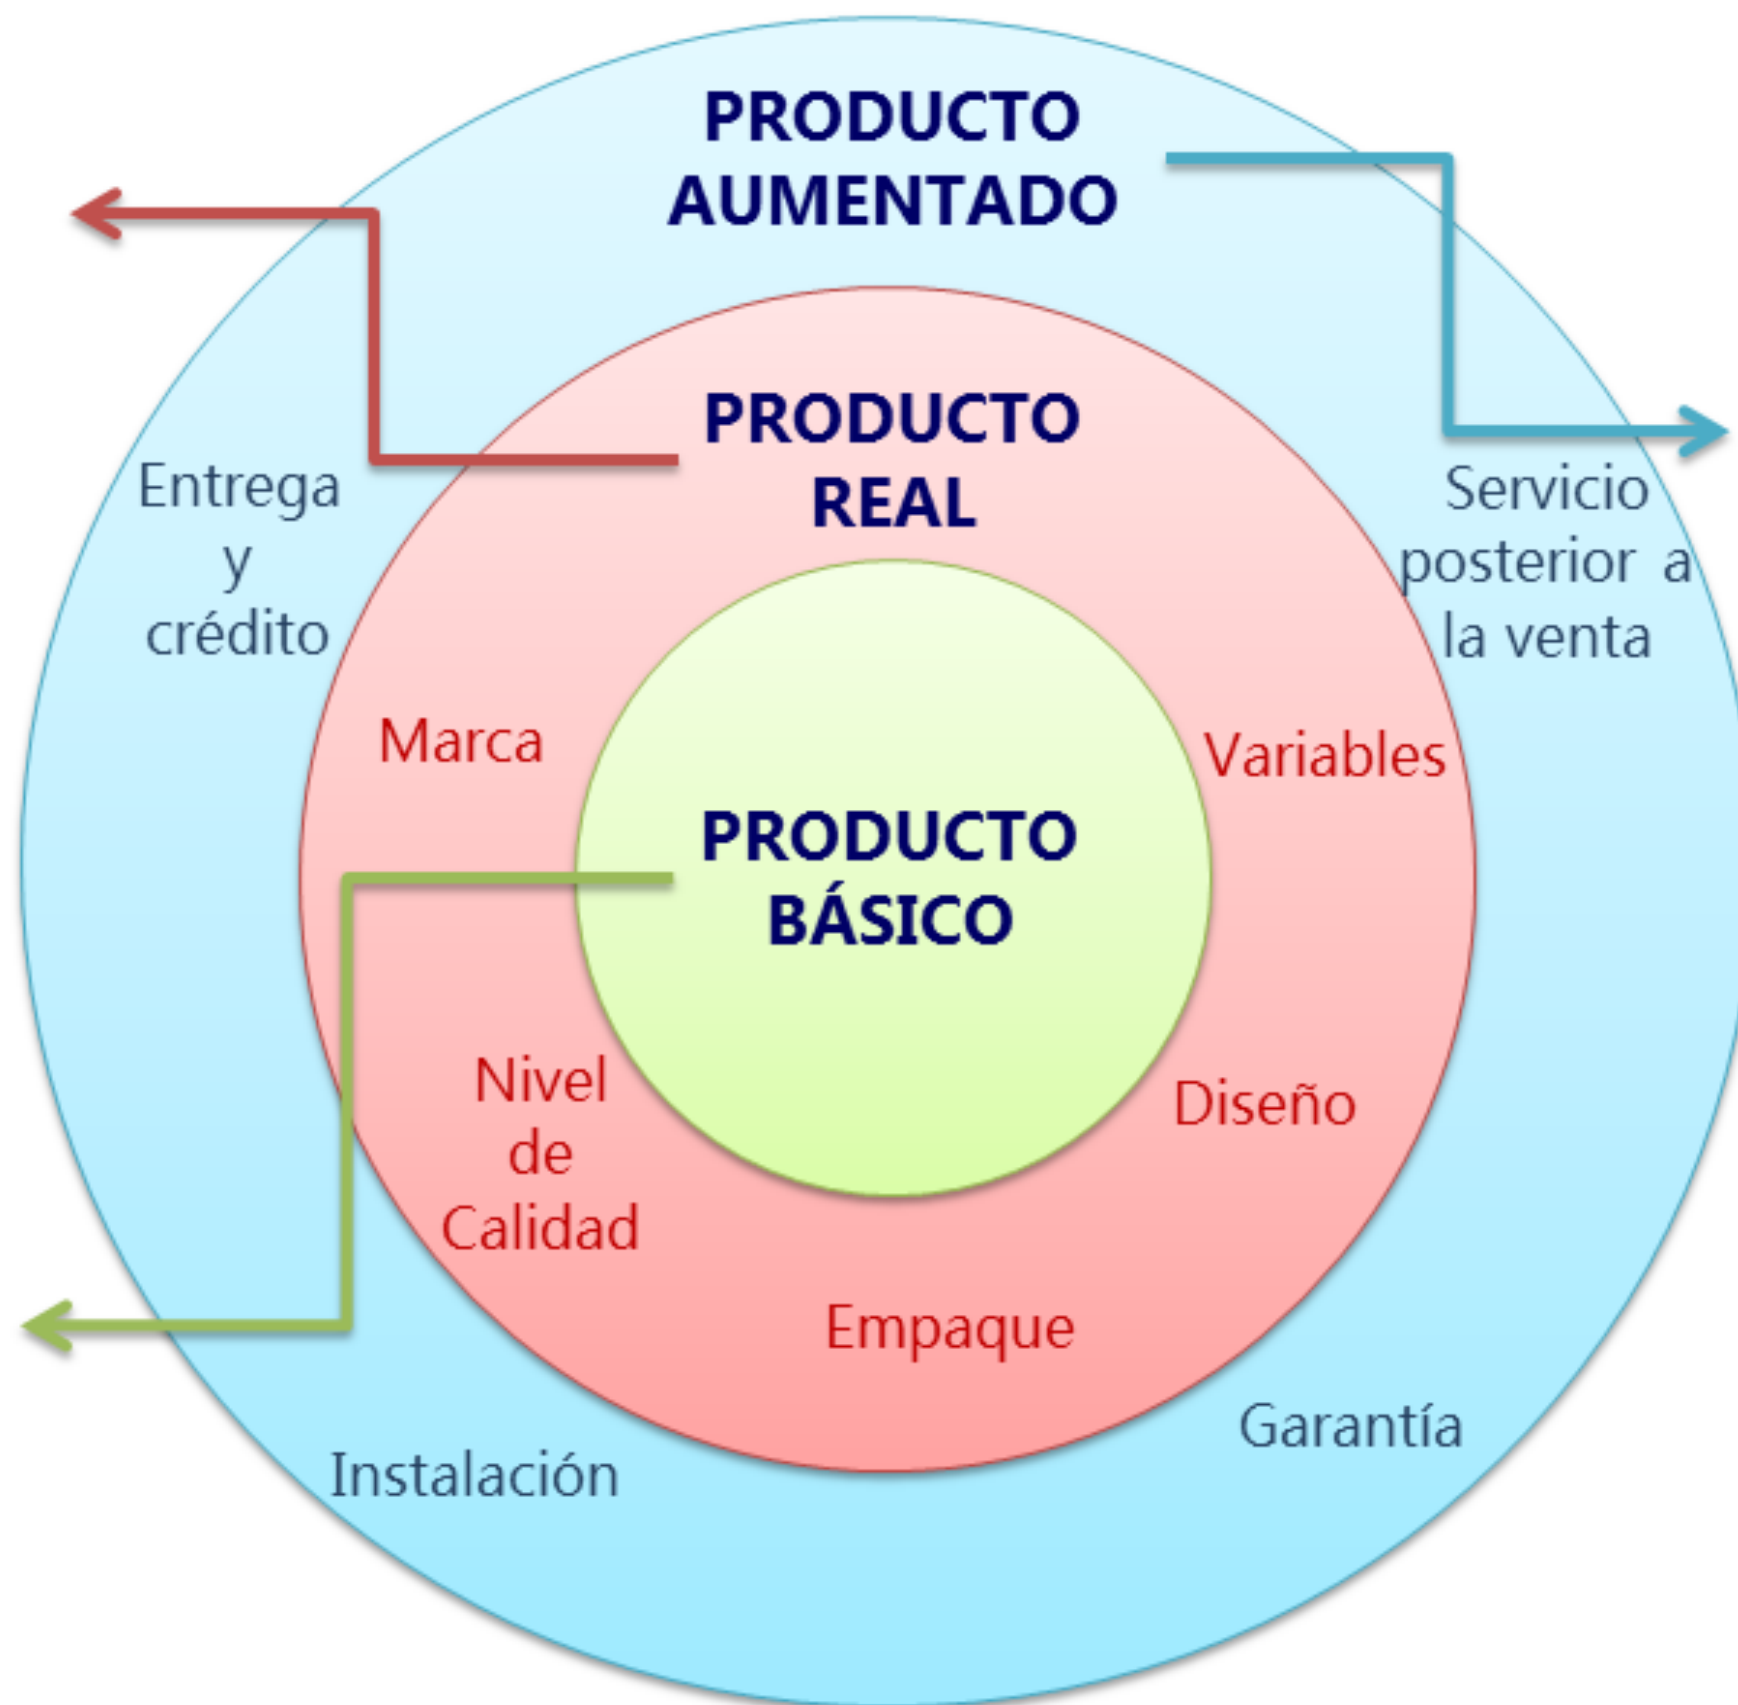 PRODUCTO
AUMENTADO
PRODUCTO
REAL
Entrega
y
crédito
Servicio
posterior a
la venta
Marca
Variables
PRODUCTO
BÁSICO
Nivel
de
Calidad
Diseño
Empaque
Instalación
Garantía